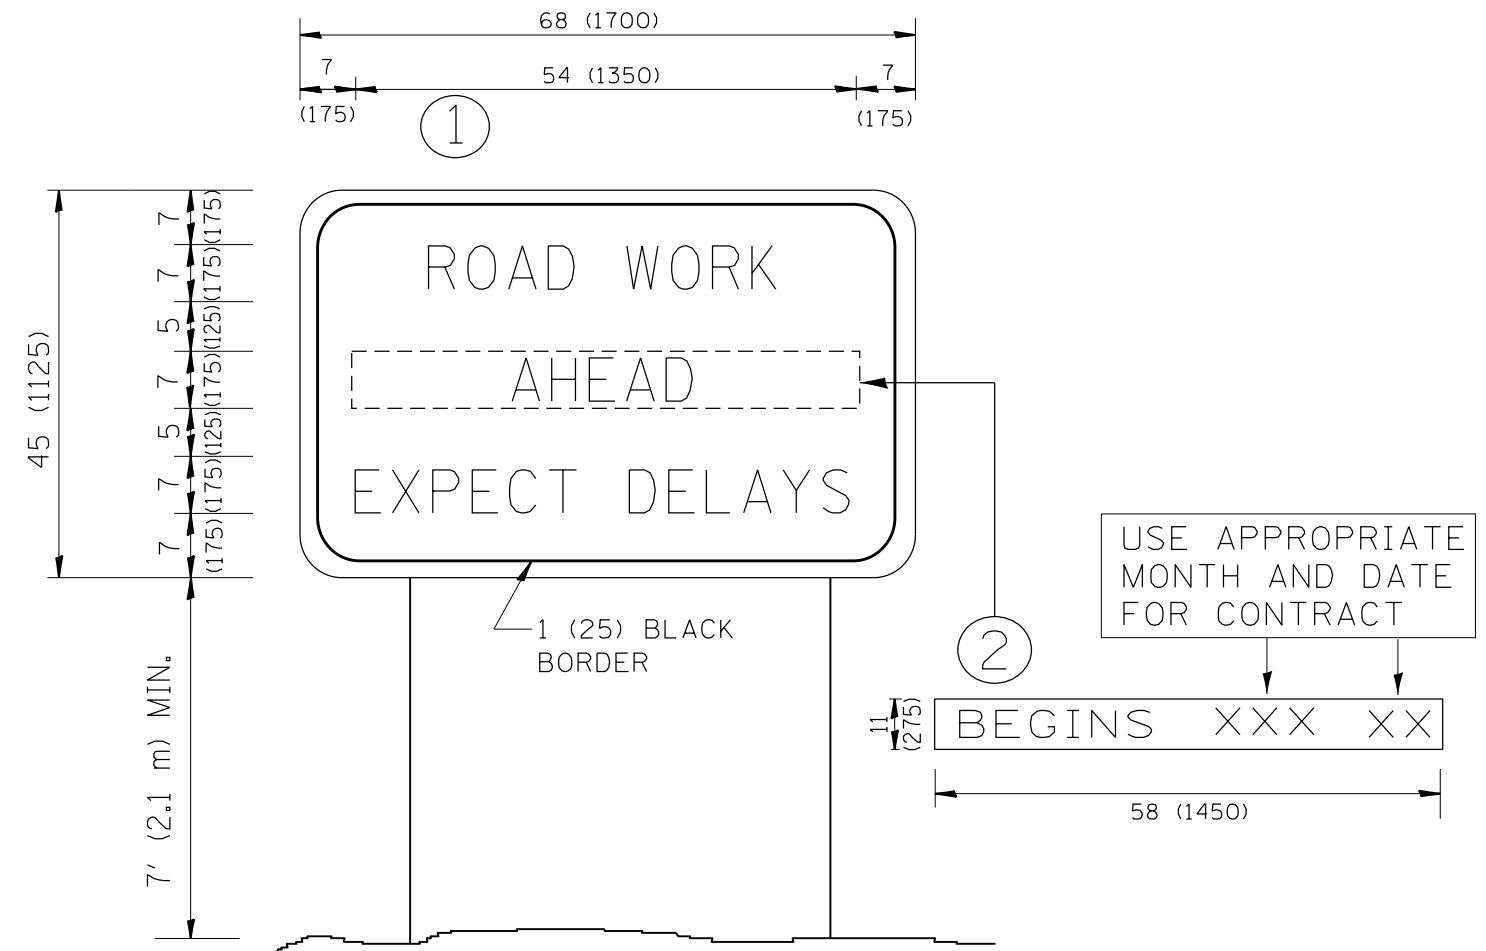 68 (1700)
7
54 (1350)
7
(175)
(175)
1
7
(175)
7
(175)
5
(125)
7
(175)
5
(125)
7
(175)
7
(175)
45 (1125)
ROAD WORK
AHEAD
EXPECT DELAYS
1 (25) BLACK
BORDER
7' (2.1 m) MIN.
2
USE APPROPRIATE
MONTH AND DATE
FOR CONTRACT
11
(275)
BEGINS XXX XX
58 (1450)